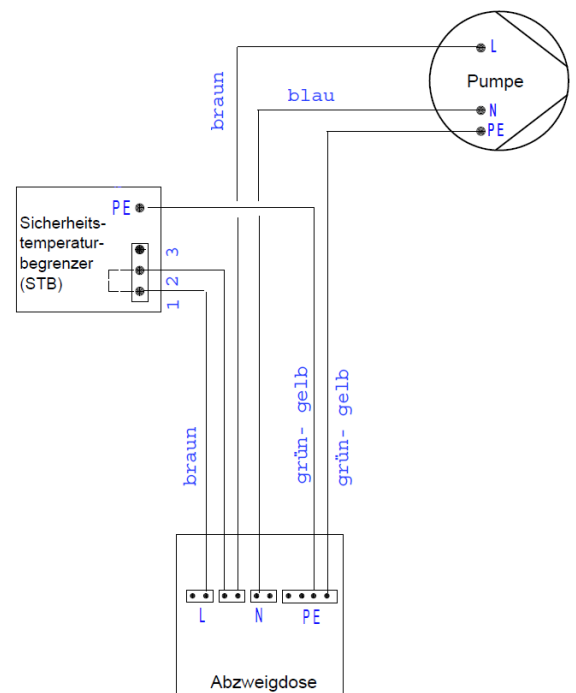 L
Pumpe
N
PE
braun
blau
PE
Sicherheits-
temperatur-
begrenzer
(STB)
3
2
1
braun
grün- gelb
grün- gelb
L
N
PE
Abzweigdose